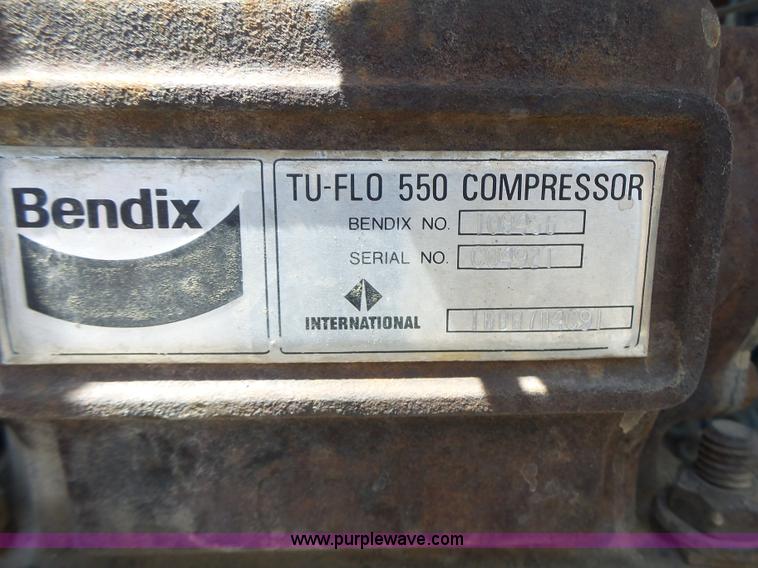 Bendix
TU-FLO 550 COMPRESSOR
BENDIX NO.
SERIAL NO.
INTERNATIONAL
www.purplewave.com